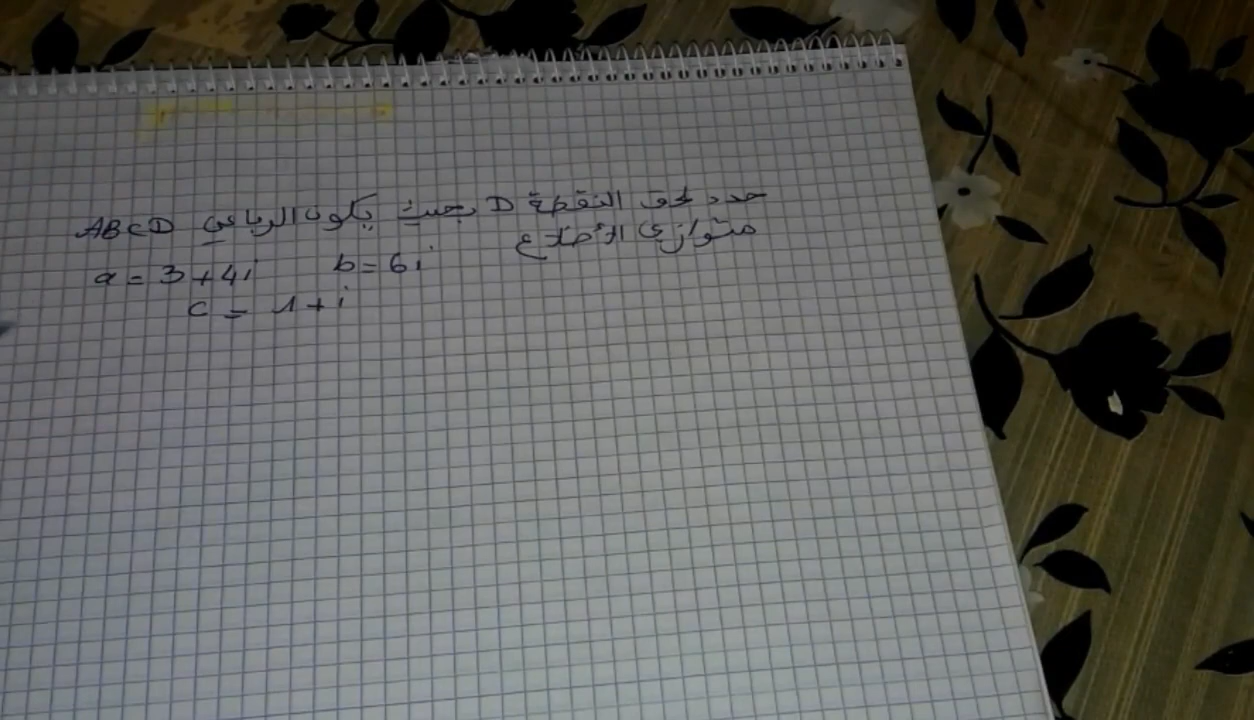 حدد لحق النقطة D بحيث يكون الرباعي ABCD
متوازي الأضلاع
a = 3 + 4i b = 6i
c = 1 + i